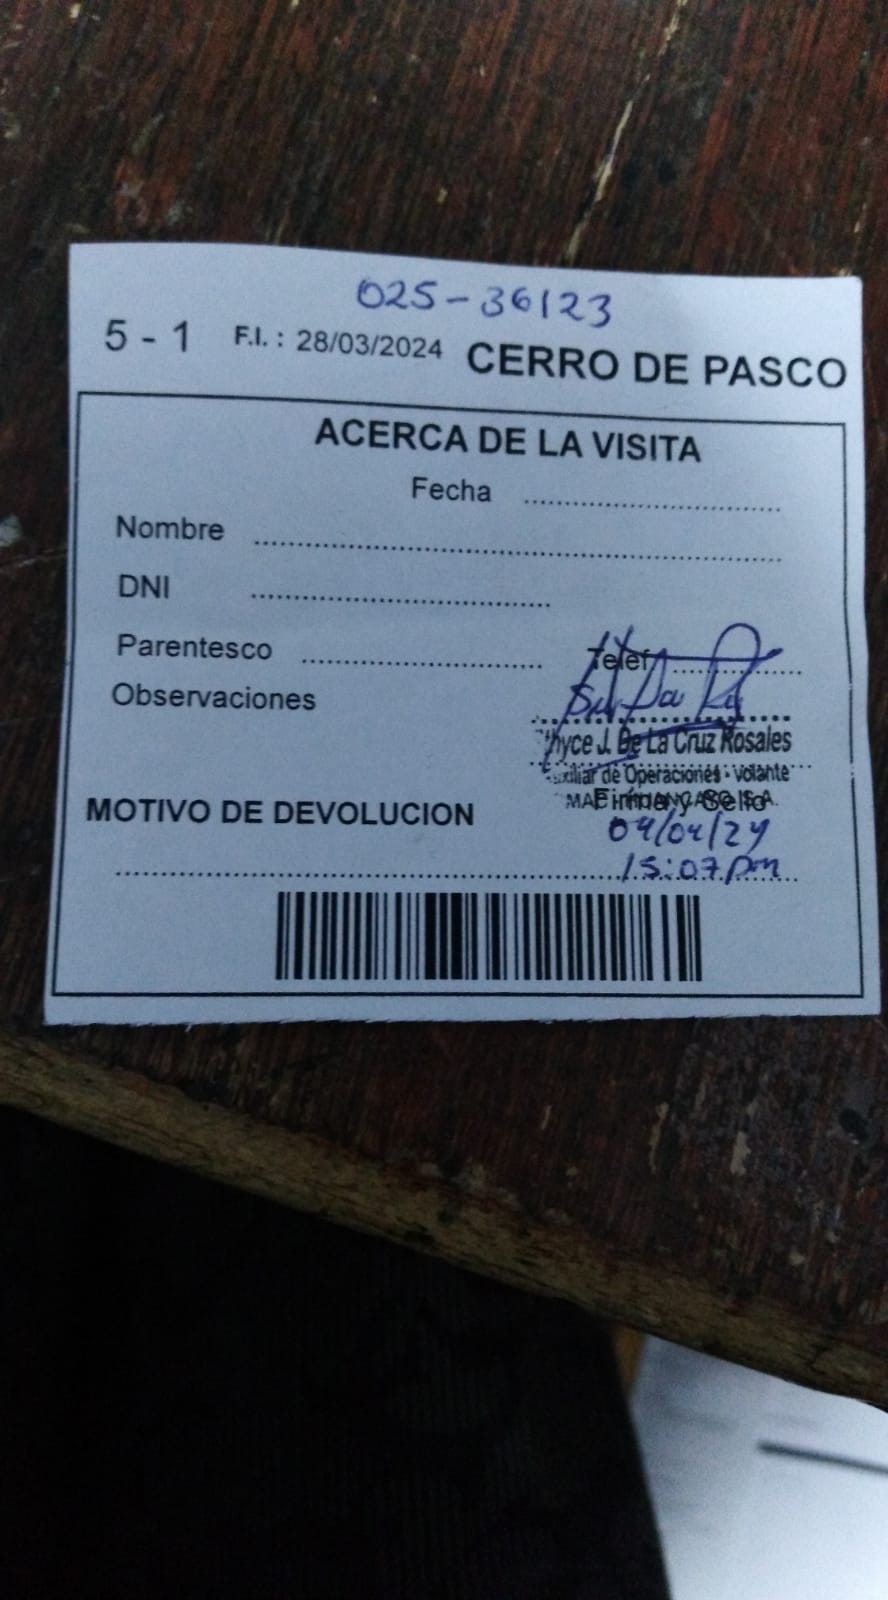 025-36123
5 - 1 F.I. : 28/03/2024 CERRO DE PASCO
ACERCA DE LA VISITA
Fecha
Nombre
DNI
Parentesco Telef
Observaciones
hyce J. De La Cruz Rosales
xiliar de Operaciones - volante
Firma y Sello
MOTIVO DE DEVOLUCION
04/04/24
15:07 pm